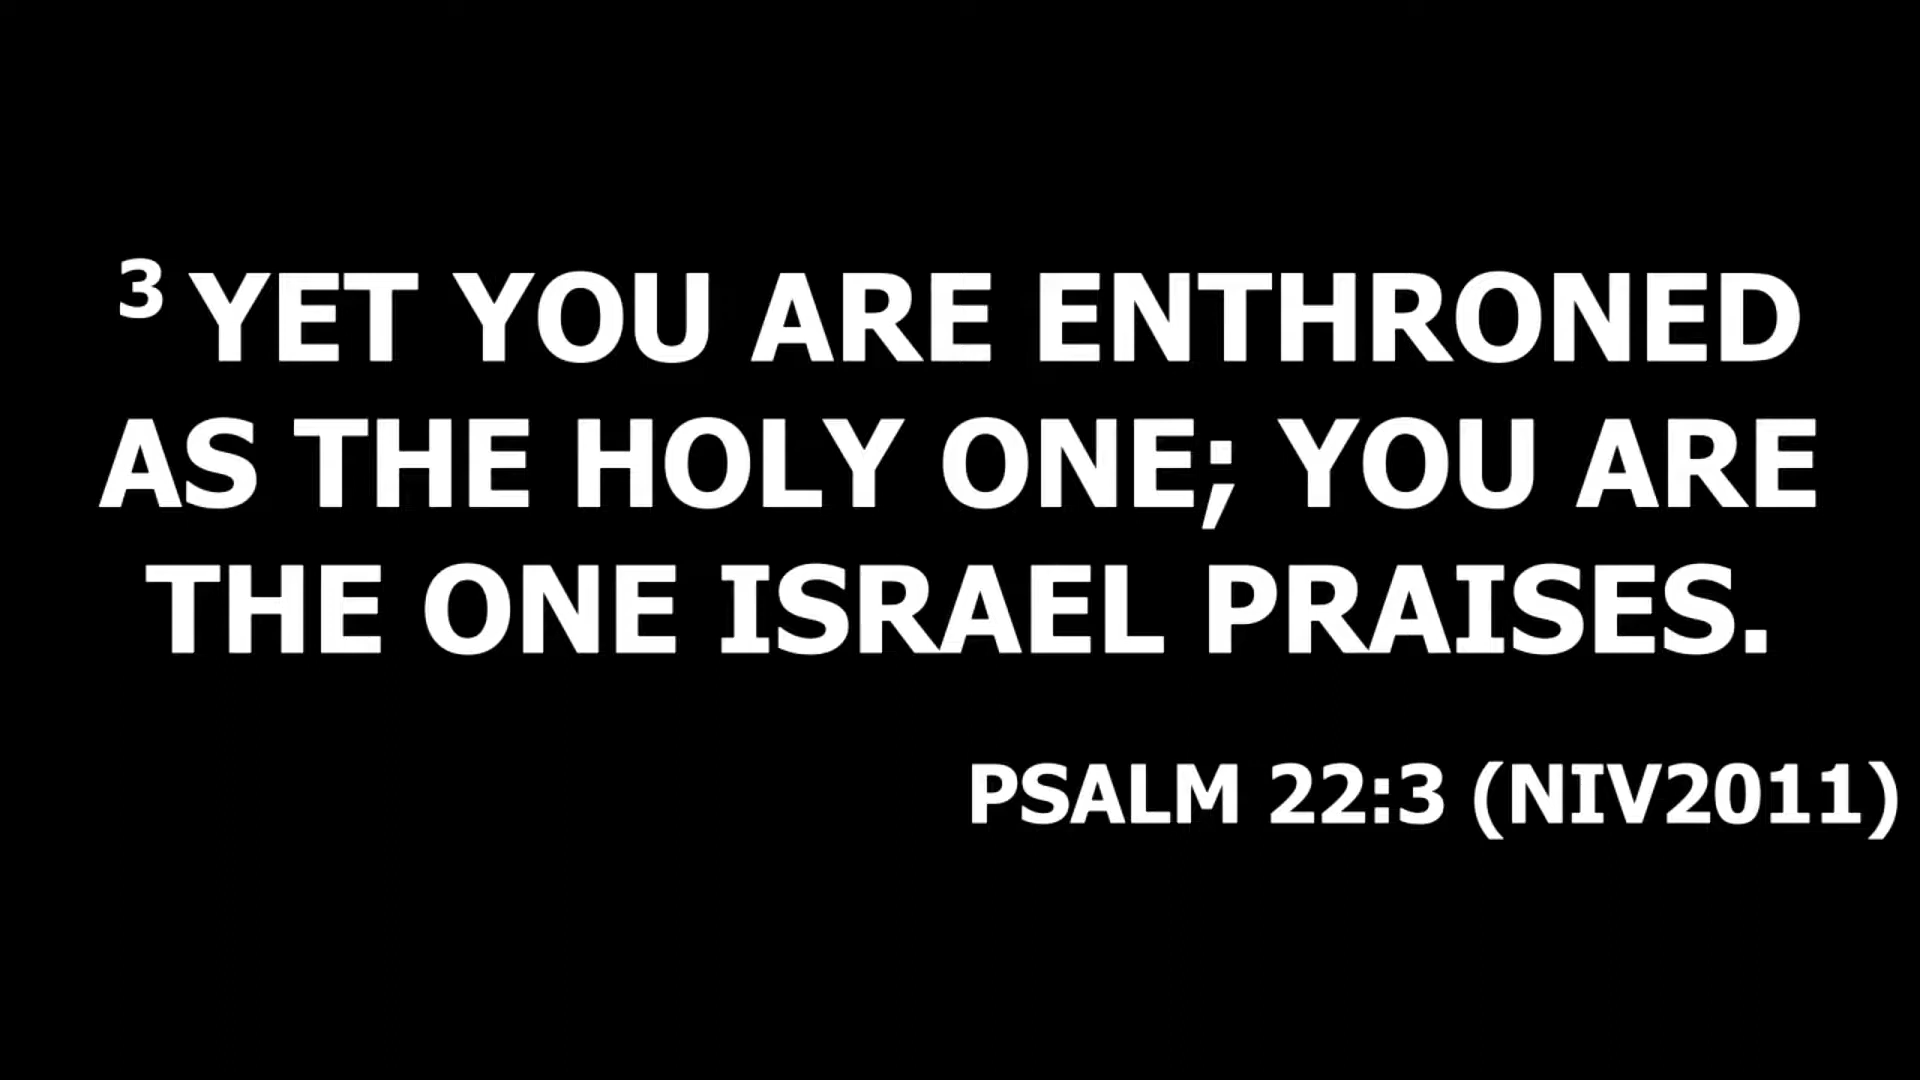 3 YET YOU ARE ENTHRONED
AS THE HOLY ONE; YOU ARE
THE ONE ISRAEL PRAISES.
PSALM 22:3 (NIV2011)